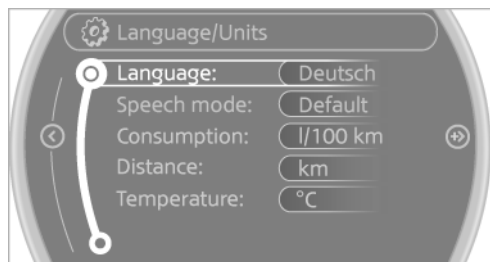 Language/Units
Language: Deutsch
Speech mode: Default
Consumption: l/100 km
Distance: km
Temperature: °C